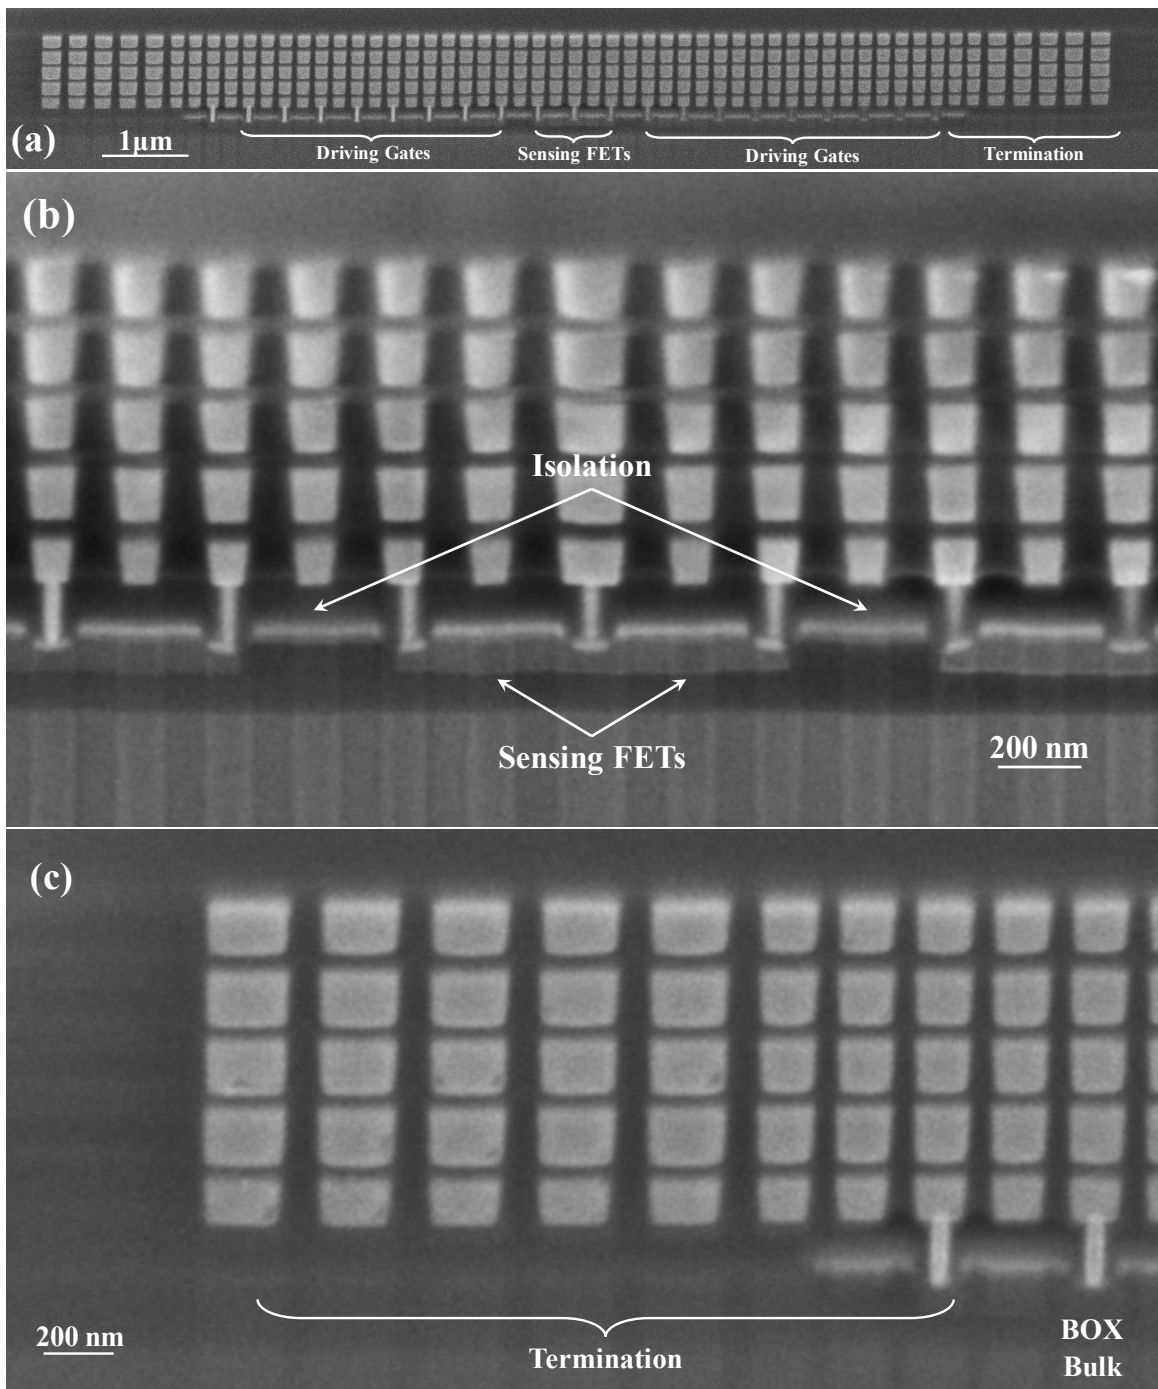 (a)
1μm
Driving Gates
Sensing FETs
Driving Gates
Termination
(b)
Isolation
Sensing FETs
200 nm
(c)
200 nm
Termination
BOX
Bulk